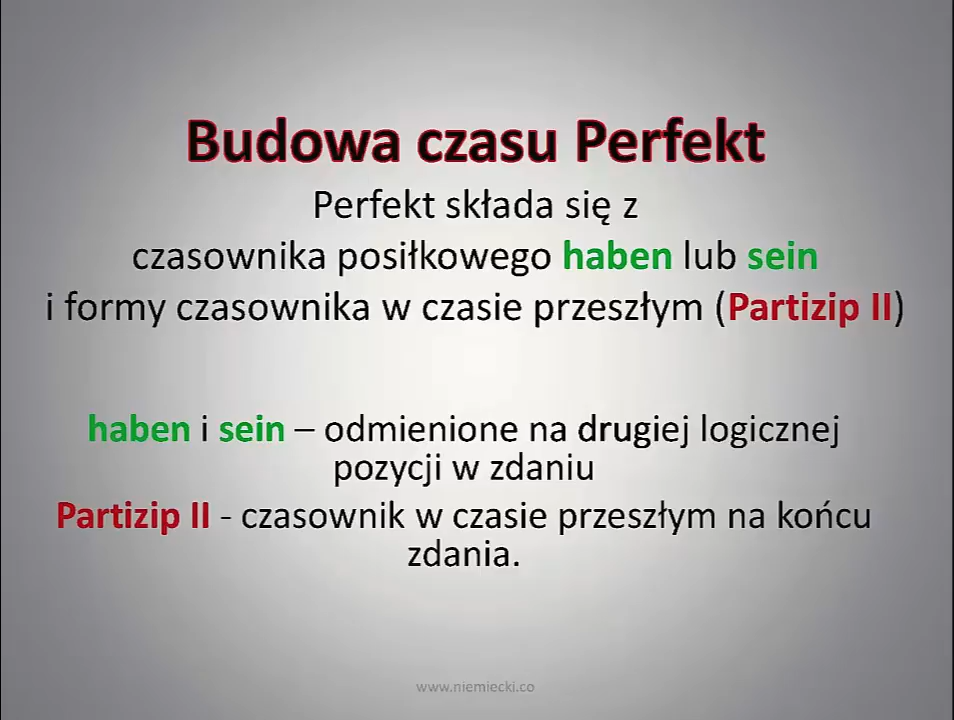 Budowa czasu Perfekt
Perfekt składa się z
czasownika posiłkowego haben lub sein
i formy czasownika w czasie przeszłym (Partizip II)
haben i sein – odmienione na drugiej logicznej
pozycji w zdaniu
Partizip II - czasownik w czasie przeszłym na końcu
zdania.
www.niemiecki.co